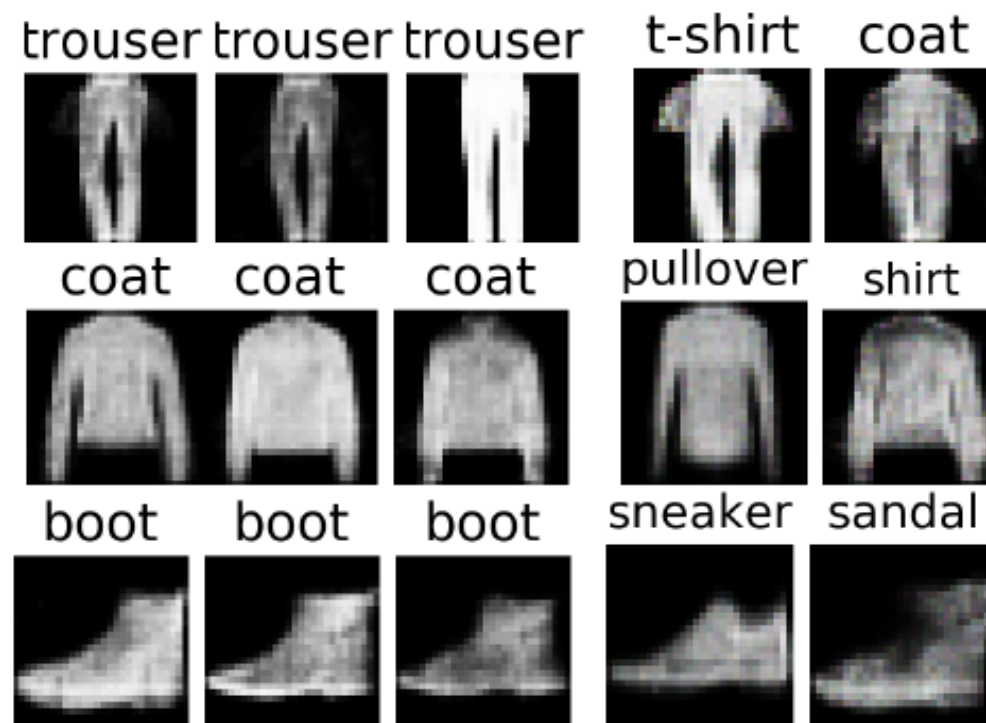 trouser trouser trouser t-shirt coat
coat coat coat pullover shirt
boot boot boot sneaker sandal